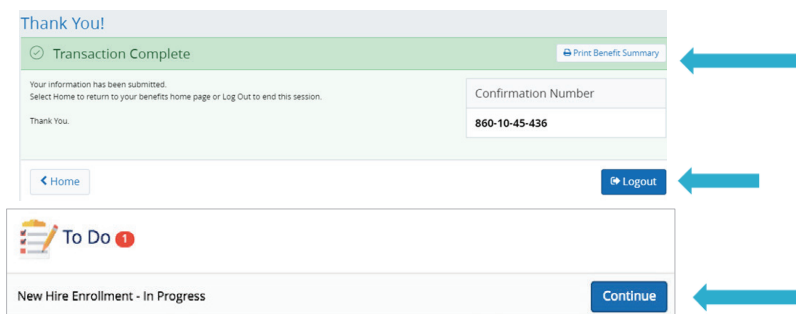 Thank You!
Transaction Complete
Print Benefit Summary
Your information has been submitted.
Select Home to return to your benefits home page or Log Out to end this session.
Thank You.
Confirmation Number
860-10-45-436
Home
Logout
To Do 1
New Hire Enrollment - In Progress
Continue